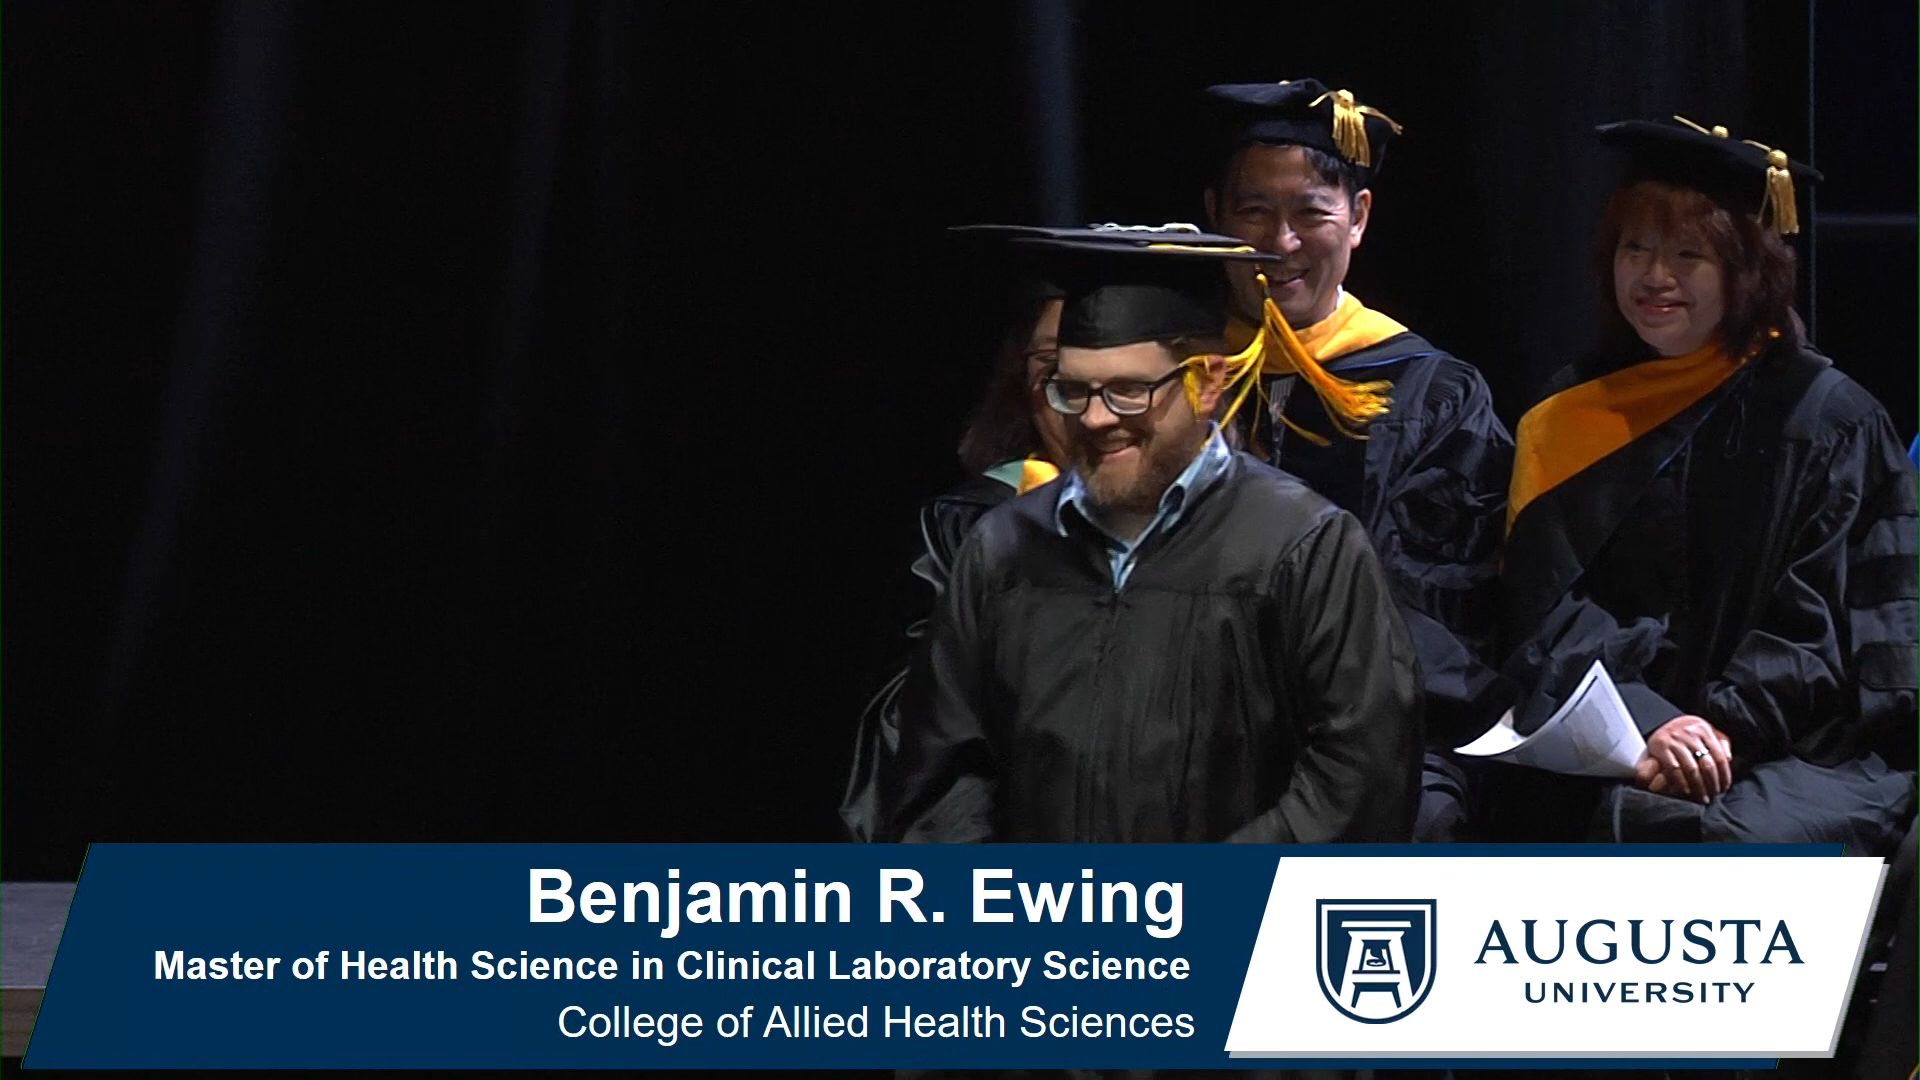 Benjamin R. Ewing
Master of Health Science in Clinical Laboratory Science
College of Allied Health Sciences
AUGUSTA
UNIVERSITY